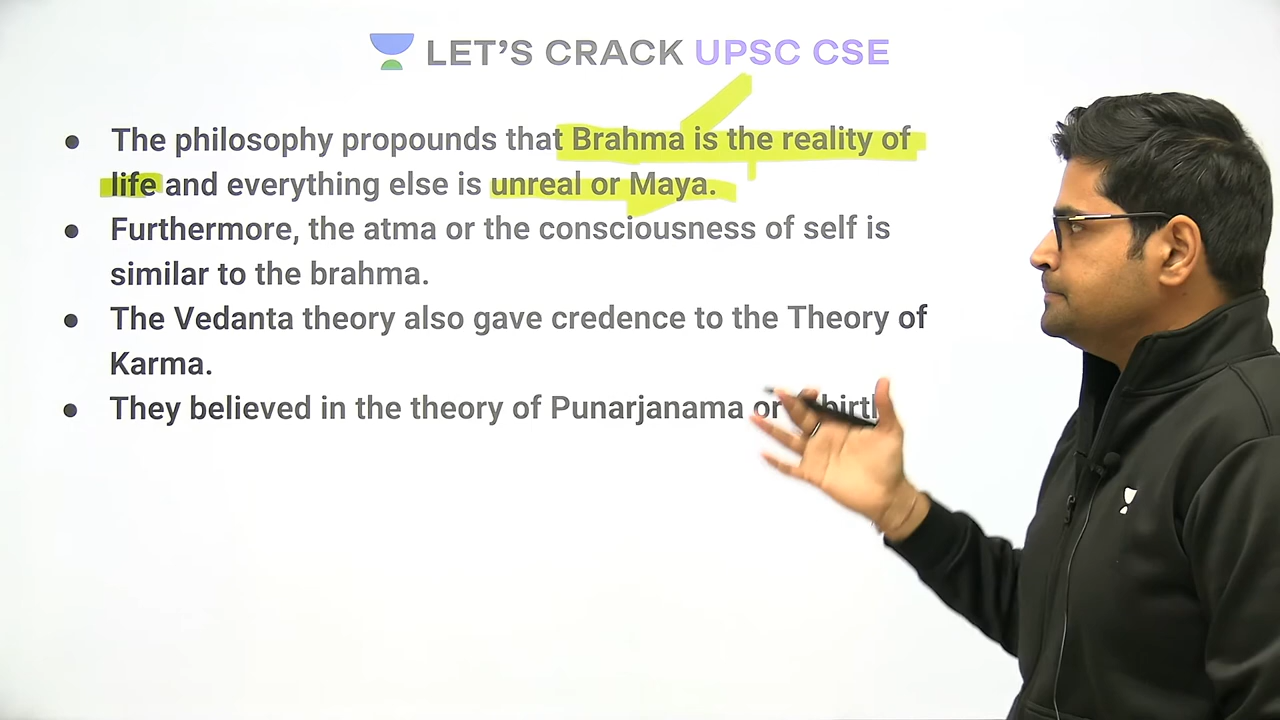 LET'S CRACK UPSC CSE
The philosophy propounds that Brahma is the reality of
life and everything else is unreal or Maya.
Furthermore, the atma or the consciousness of self is
similar to the brahma.
The Vedanta theory also gave credence to the Theory of
Karma.
They believed in the theory of Punarjanama or